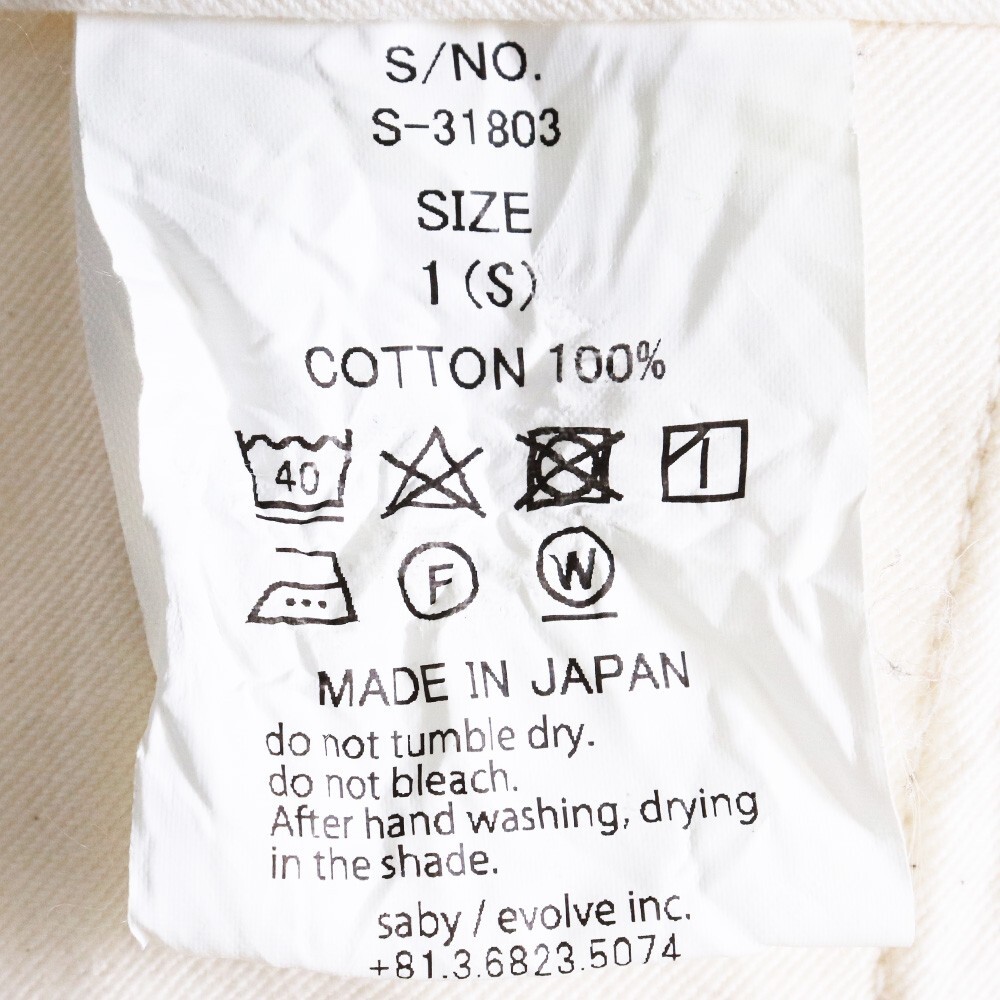 S/NO.
S-31803
SIZE
1 (S)
COTTON 100%
40
F
W
MADE IN JAPAN
do not tumble dry.
do not bleach.
After hand washing, drying
in the shade.
saby / evolve inc.
+81.3.6823.5074